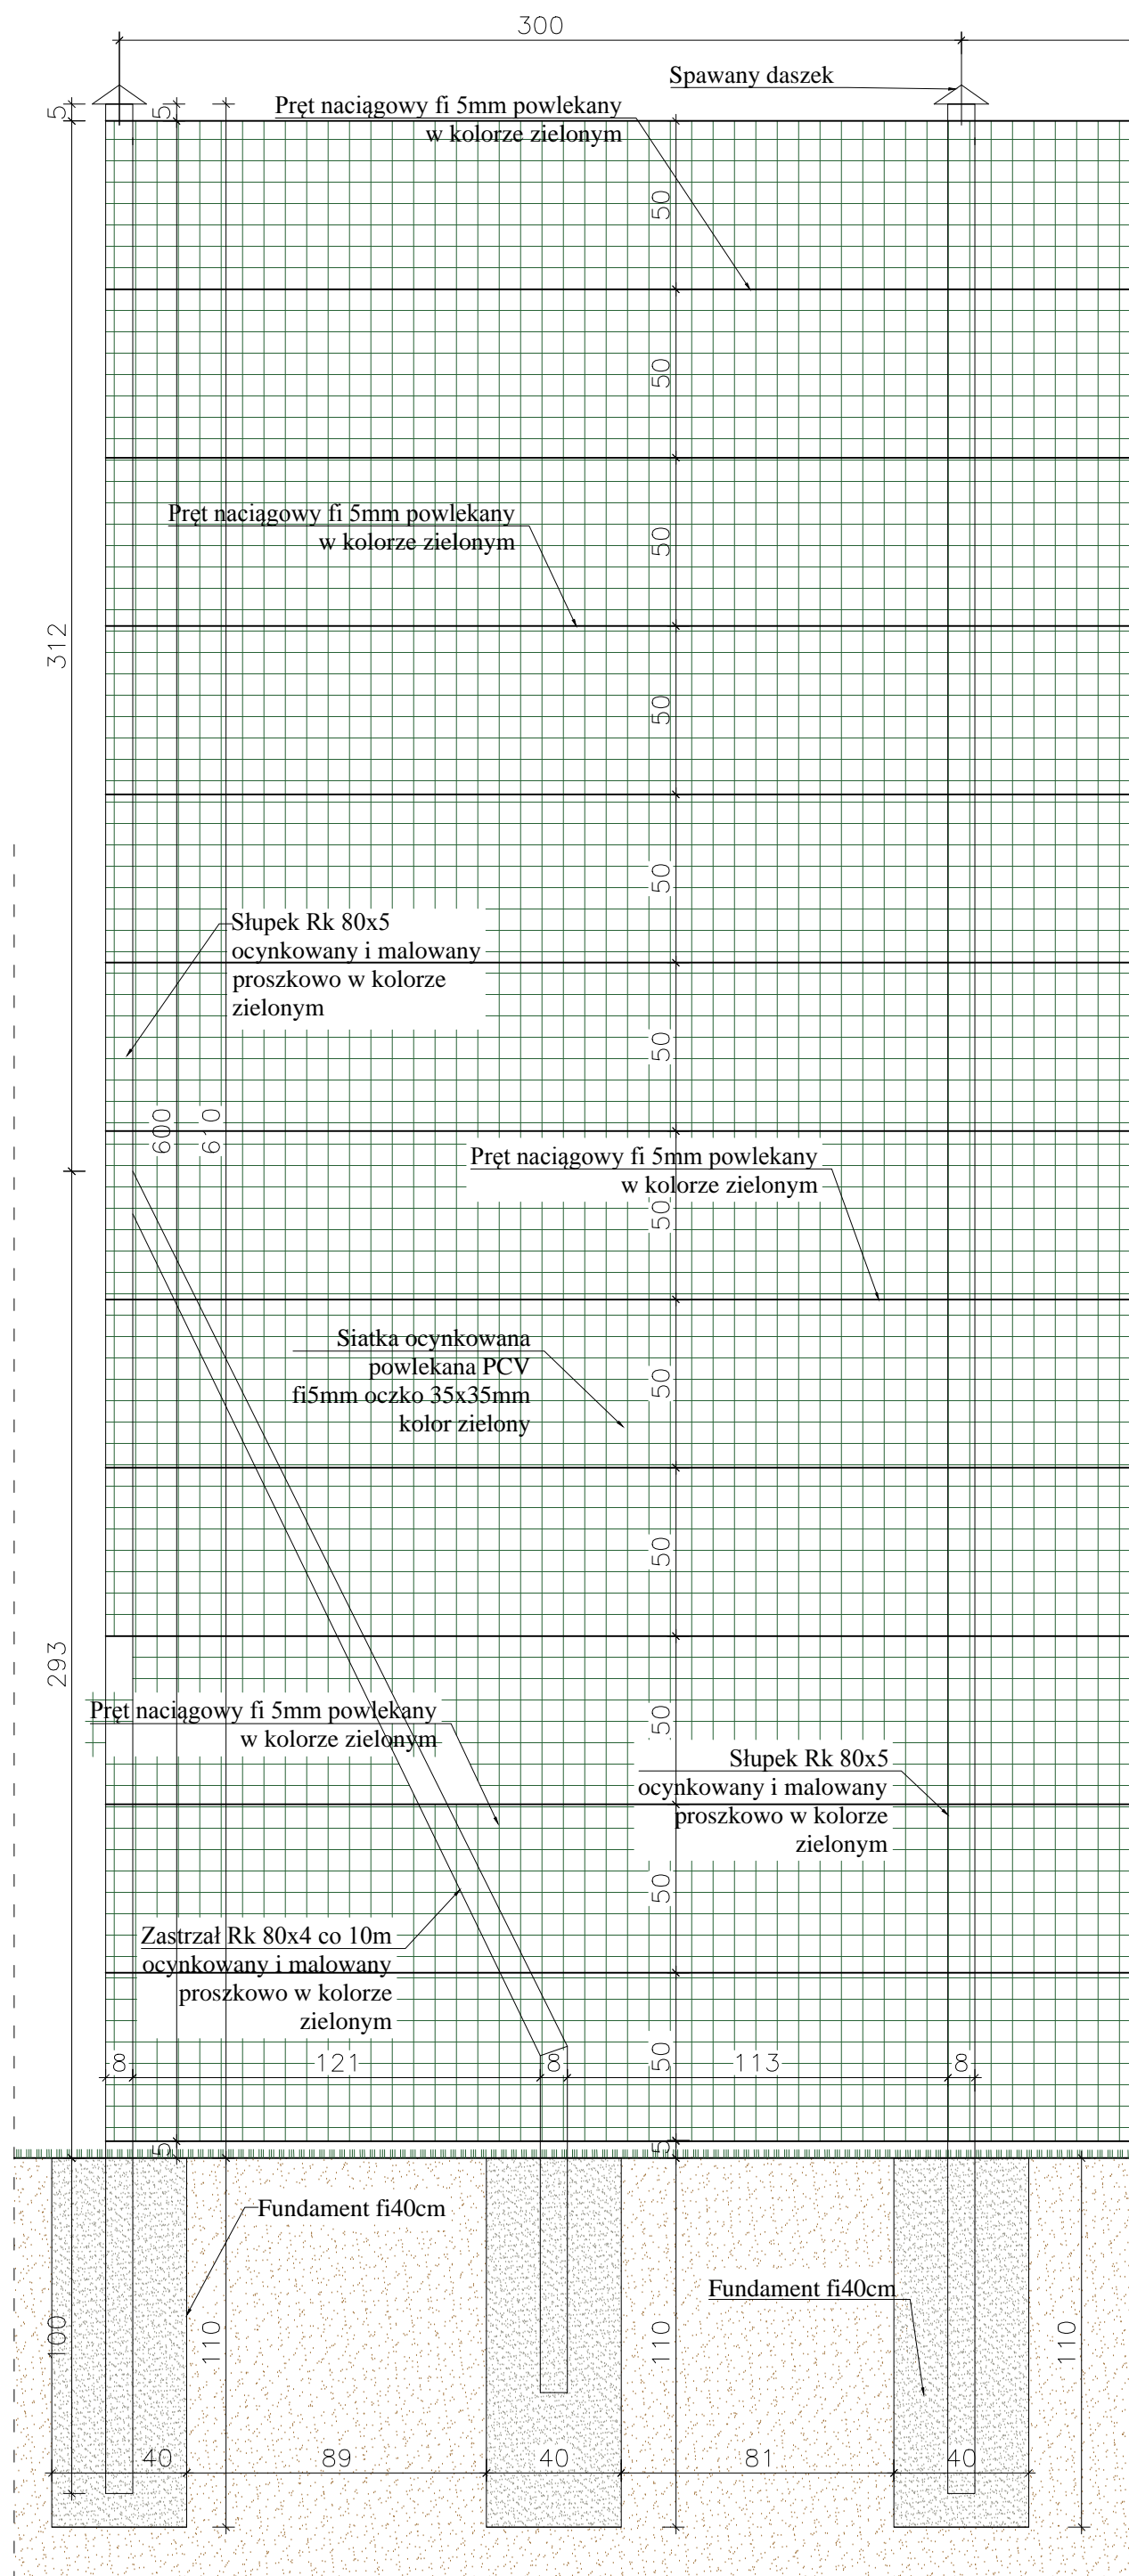 300
Spawany daszek
5
5
Pręt naciągowy fi 5mm powlekany
w kolorze zielonym
50
50
Pręt naciągowy fi 5mm powlekany
w kolorze zielonym
50
312
50
50
Słupek Rk 80x5
ocynkowany i malowany
proszkowo w kolorze
zielonym
50
600
610
Pręt naciągowy fi 5mm powlekany
w kolorze zielonym
50
Siatka ocynkowana
powlekana PCV
fi5mm oczko 35x35mm
kolor zielony
50
50
293
Pręt naciągowy fi 5mm powlekany
w kolorze zielonym
50
Słupek Rk 80x5
ocynkowany i malowany
proszkowo w kolorze
zielonym
50
Zastrzał Rk 80x4 co 10m
ocynkowany i malowany
proszkowo w kolorze
zielonym
8
121
8
50
113
8
5
5
Fundament fi40cm
Fundament fi40cm
100
110
110
110
40
89
40
81
40